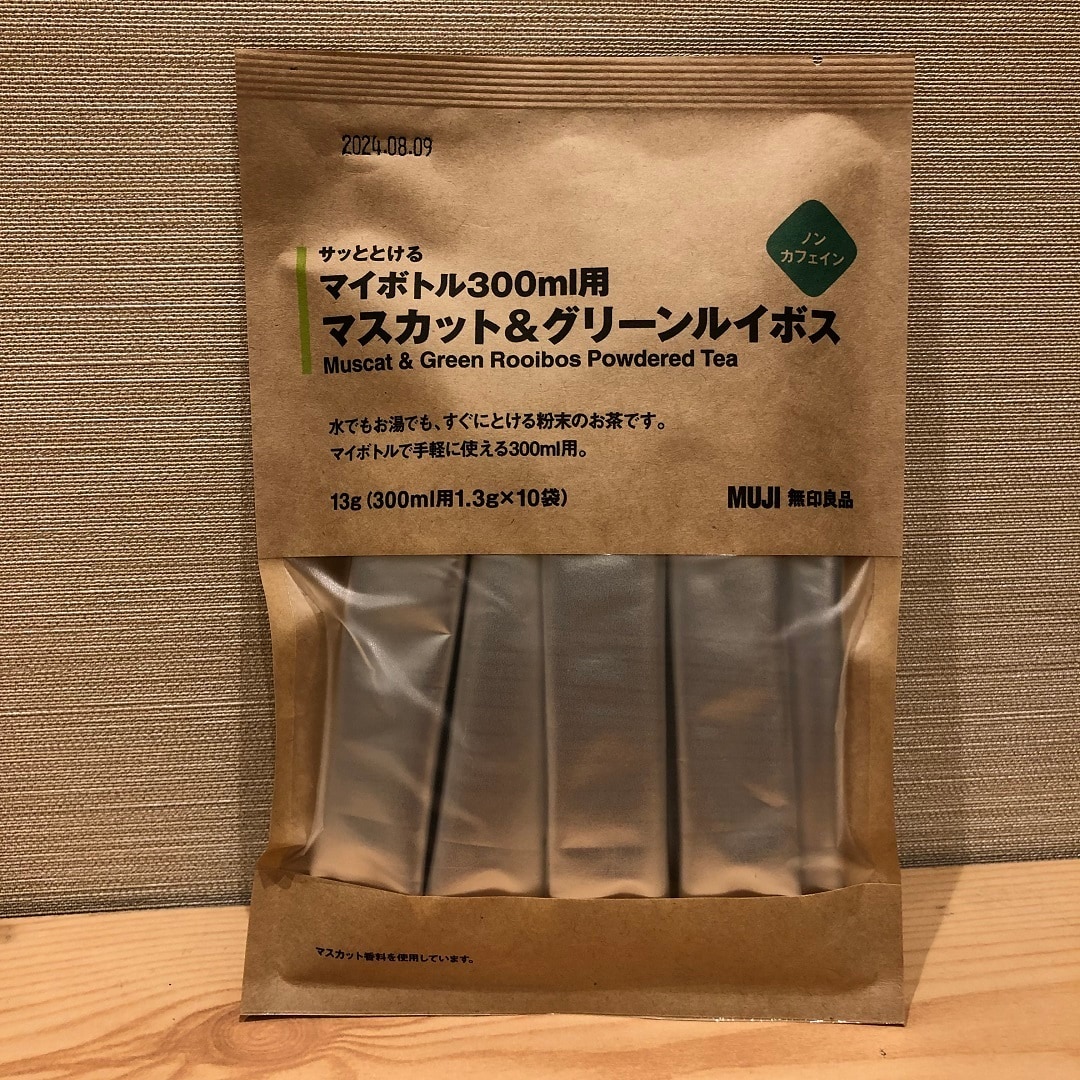 2024.08.09
ノン
カフェイン
サッととける
マイボトル300ml用
マスカット&グリーンルイボス
Muscat & Green Rooibos Powdered Tea
水でもお湯でも、すぐにとける粉末のお茶です。
マイボトルで手軽に使える300ml用。
13g（300ml用1.3g×10袋）
MUJI 無印良品
マスカット香料を使用しています。